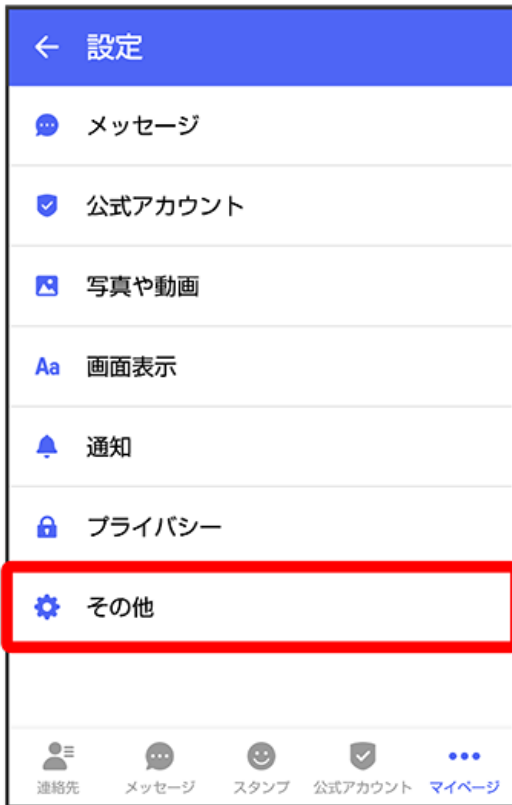 設定
メッセージ
公式アカウント
写真や動画
Aa 画面表示
通知
プライバシー
その他
連絡先 メッセージ スタンプ 公式アカウント マイページ